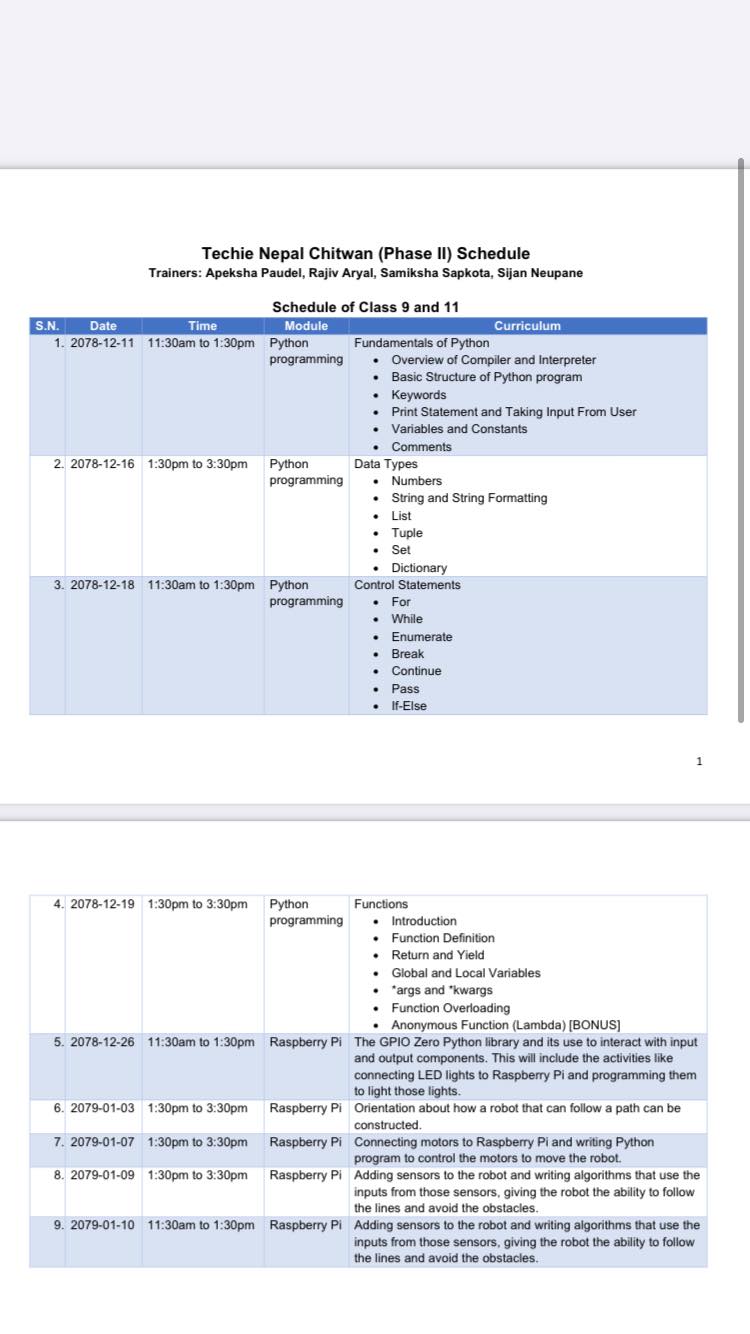 Techie Nepal Chitwan (Phase II) Schedule
Trainers: Apeksha Paudel, Rajiv Aryal, Samiksha Sapkota, Sijan Neupane
Schedule of Class 9 and 11
S.N. Date Time Module Curriculum
1. 2078-12-11 11:30am to 1:30pm Python Fundamentals of Python
programming • Overview of Compiler and Interpreter
• Basic Structure of Python program
• Keywords
• Print Statement and Taking Input From User
• Variables and Constants
• Comments
2. 2078-12-16 1:30pm to 3:30pm Python Data Types
programming • Numbers
• String and String Formatting
• List
• Tuple
• Set
• Dictionary
3. 2078-12-18 11:30am to 1:30pm Python Control Statements
programming • For
• While
• Enumerate
• Break
• Continue
• Pass
• If-Else
1
4. 2078-12-19 1:30pm to 3:30pm Python Functions
programming • Introduction
• Function Definition
• Return and Yield
• Global and Local Variables
• *args and *kwargs
• Function Overloading
• Anonymous Function (Lambda) [BONUS]
5. 2078-12-26 11:30am to 1:30pm Raspberry Pi The GPIO Zero Python library and its use to interact with input
and output components. This will include the activities like
connecting LED lights to Raspberry Pi and programming them
to light those lights.
6. 2079-01-03 1:30pm to 3:30pm Raspberry Pi Orientation about how a robot that can follow a path can be
constructed.
7. 2079-01-07 1:30pm to 3:30pm Raspberry Pi Connecting motors to Raspberry Pi and writing Python
program to control the motors to move the robot.
8. 2079-01-09 1:30pm to 3:30pm Raspberry Pi Adding sensors to the robot and writing algorithms that use the
inputs from those sensors, giving the robot the ability to follow
the lines and avoid the obstacles.
9. 2079-01-10 11:30am to 1:30pm Raspberry Pi Adding sensors to the robot and writing algorithms that use the
inputs from those sensors, giving the robot the ability to follow
the lines and avoid the obstacles.